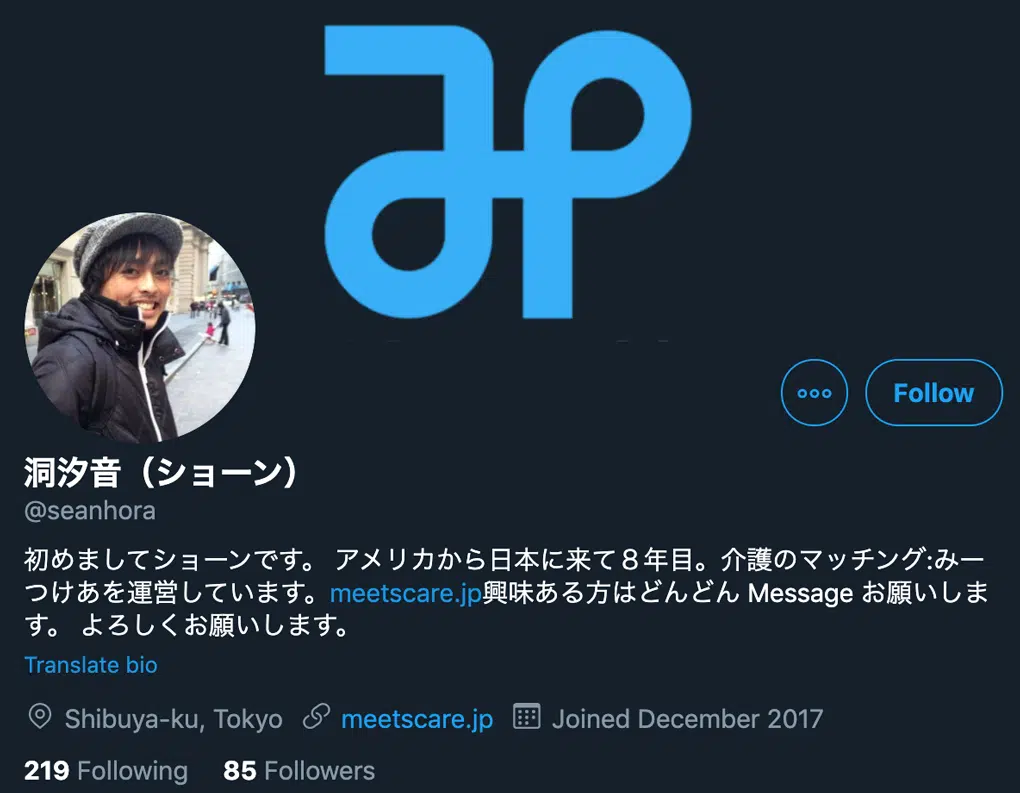 Follow
洞汐音（ショーン）
@seanhora
初めましてショーンです。 アメリカから日本に来て８年目。介護のマッチング:みー
つけあを運営しています。meetscare.jp興味ある方はどんどん Message お願いしま
す。 よろしくお願いします。
Translate bio
Shibuya-ku, Tokyo meetscare.jp Joined December 2017
219 Following 85 Followers